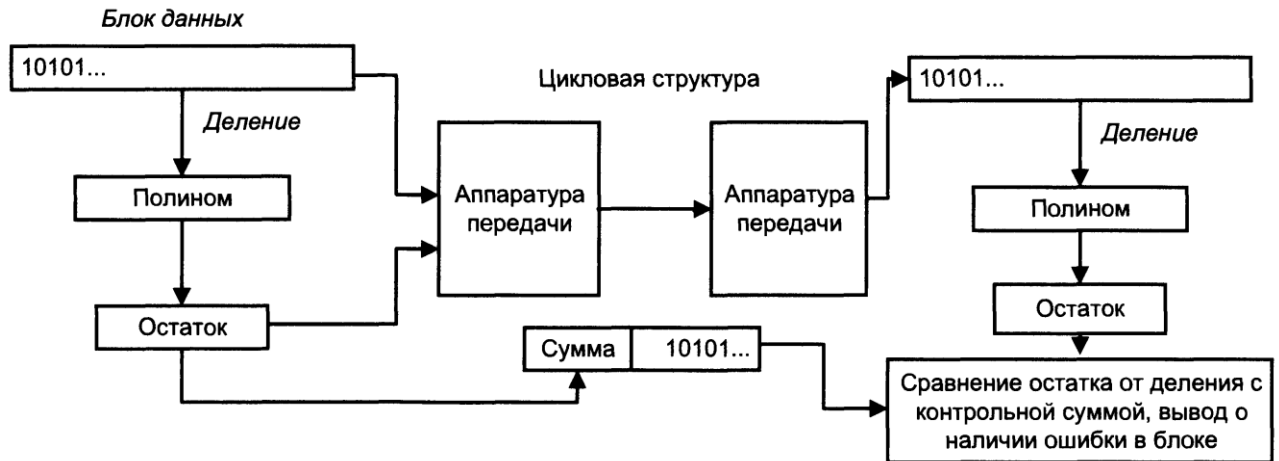 Блок данных
10101...
Деление
Полином
Остаток
Цикловая структура
Аппаратура
передачи
Аппаратура
передачи
Сумма
10101...
10101...
Деление
Полином
Остаток
Сравнение остатка от деления с
контрольной суммой, вывод о
наличии ошибки в блоке